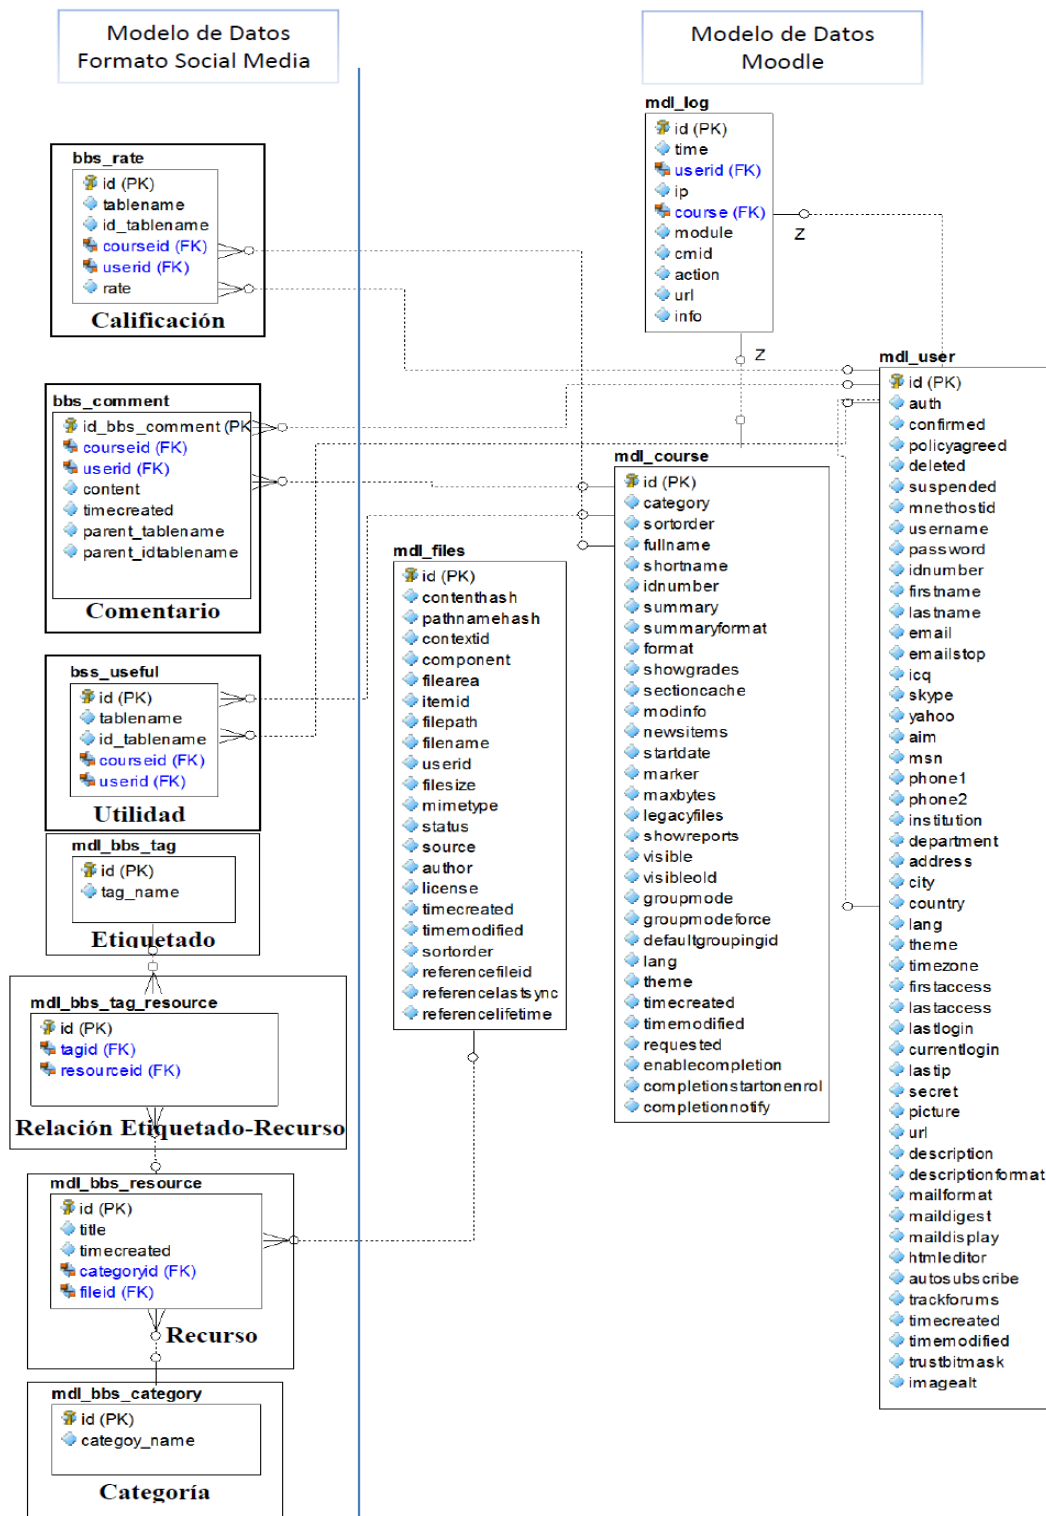 Modelo de Datos
Formato Social Media
Modelo de Datos
Moodle
bbs_rate
id (PK)
tablename
id_tablename
courseid (FK)
userid (FK)
rate
Calificación
bbs_comment
id_bbs_comment (PK
courseid (FK)
userid (FK)
content
timecreated
parent_tablename
parent_idtablename
Comentario
bss_useful
id (PK)
tablename
id_tablename
courseid (FK)
userid (FK)
Utilidad
mdl_bbs_tag
id (PK)
tag_name
Etiquetado
mdl_bbs_tag_resource
id (PK)
tagid (FK)
resourceid (FK)
Relación Etiquetado-Recurso
mdl_bbs_resource
id (PK)
title
timecreated
categoryid (FK)
fileid (FK)
Recurso
mdl_bbs_category
id (PK)
categoy_name
Categoría
mdl_files
id (PK)
contenthash
pathnamehash
contextid
component
filearea
itemid
filepath
filename
userid
filesize
mimetype
status
source
author
license
timecreated
timemodified
sortorder
referencefileid
referencelastsync
referencelifetime
mdl_log
id (PK)
time
userid (FK)
ip
course (FK)
module
cmid
action
url
info
Z
Z
mdl_course
id (PK)
category
sortorder
fullname
shortname
idnumber
summary
summaryformat
format
showgrades
sectioncache
modinfo
newsitems
startdate
marker
maxbytes
legacyfiles
showreports
visible
visibleold
groupmode
groupmodeforce
defaultgroupingid
lang
theme
timecreated
timemodified
requested
enablecompletion
completionstartonenrol
completionnotify
mdl_user
id (PK)
auth
confirmed
policyagreed
deleted
suspended
mnethostid
username
password
idnumber
firstname
lastname
email
emailstop
icq
skype
yahoo
aim
msn
phone1
phone2
institution
department
address
city
country
lang
theme
timezone
firstaccess
lastaccess
lastlogin
currentlogin
lastip
secret
picture
url
description
descriptionformat
mailformat
maildigest
maildisplay
htmleditor
autosubscribe
trackforums
timecreated
timemodified
trustbitmask
imagealt